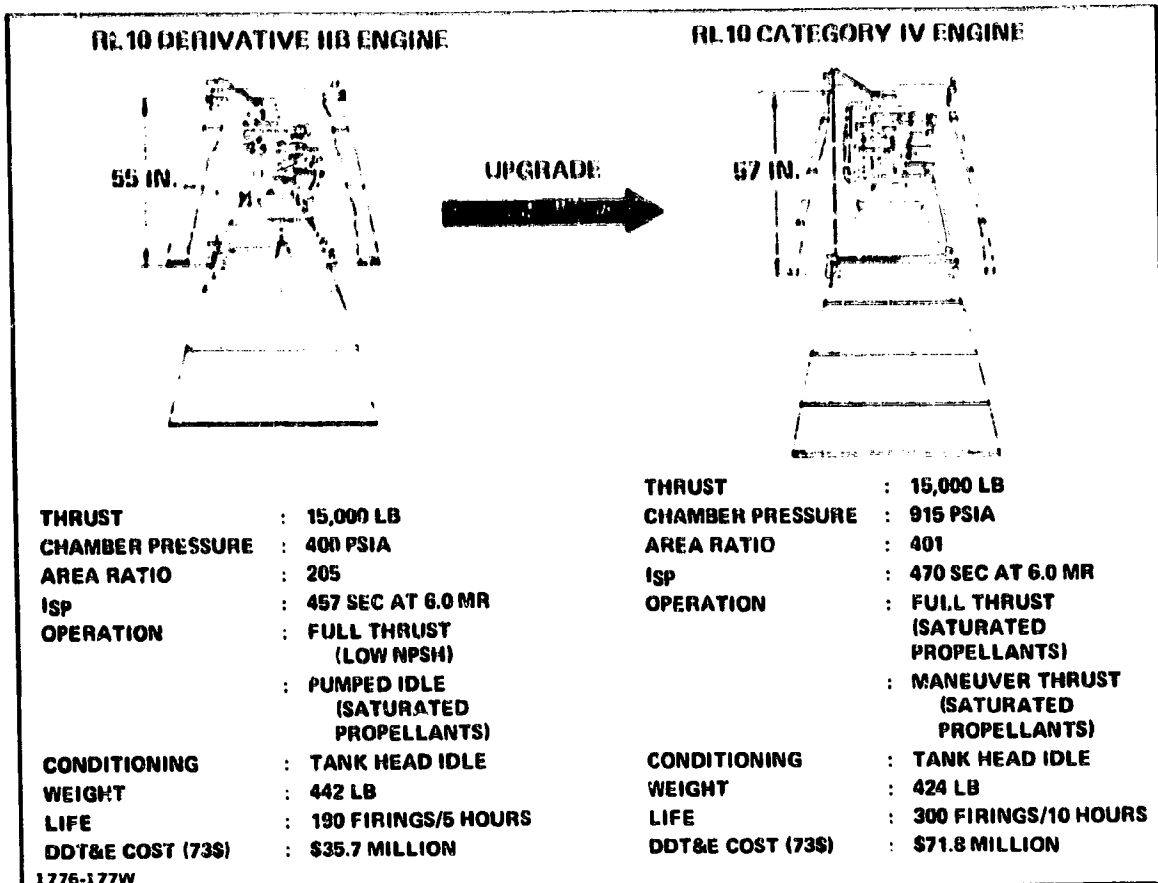 RL10 DERIVATIVE IIB ENGINE
RL10 CATEGORY IV ENGINE
55 IN.
UPGRADE
57 IN.
THRUST : 15,000 LB
CHAMBER PRESSURE : 400 PSIA
AREA RATIO : 205
ISP : 457 SEC AT 6.0 MR
OPERATION : FULL THRUST
(LOW NPSH)
: PUMPED IDLE
(SATURATED
PROPELLANTS)
CONDITIONING : TANK HEAD IDLE
WEIGHT : 442 LB
LIFE : 190 FIRINGS/5 HOURS
DDT&E COST (73$) : $35.7 MILLION
1776-177W
THRUST : 15,000 LB
CHAMBER PRESSURE : 915 PSIA
AREA RATIO : 401
ISP : 470 SEC AT 6.0 MR
OPERATION : FULL THRUST
(SATURATED
PROPELLANTS)
: MANEUVER THRUST
(SATURATED
PROPELLANTS)
CONDITIONING : TANK HEAD IDLE
WEIGHT : 424 LB
LIFE : 300 FIRINGS/10 HOURS
DDT&E COST (73$) : $71.8 MILLION